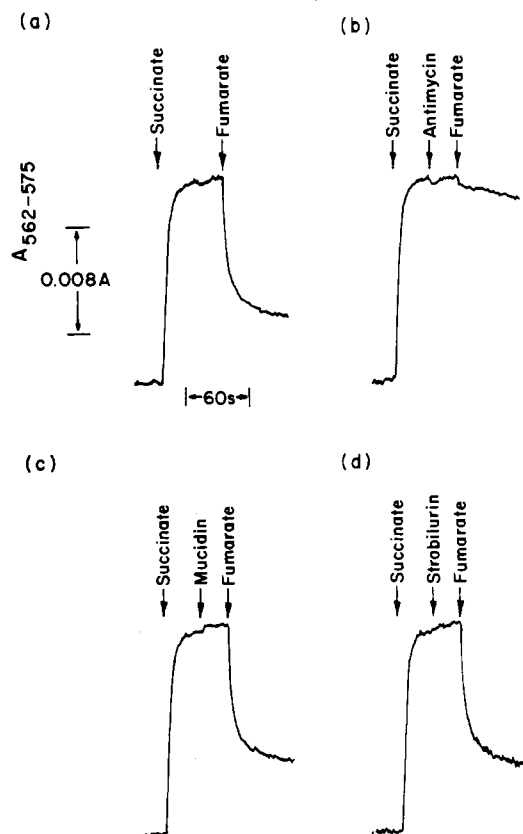 (a)
Succinate
Fumarate
A562-575
0.008A
60s
(b)
Succinate
Antimycin
Fumarate
(c)
Succinate
Mucidin
Fumarate
(d)
Succinate
Strobilurin
Fumarate